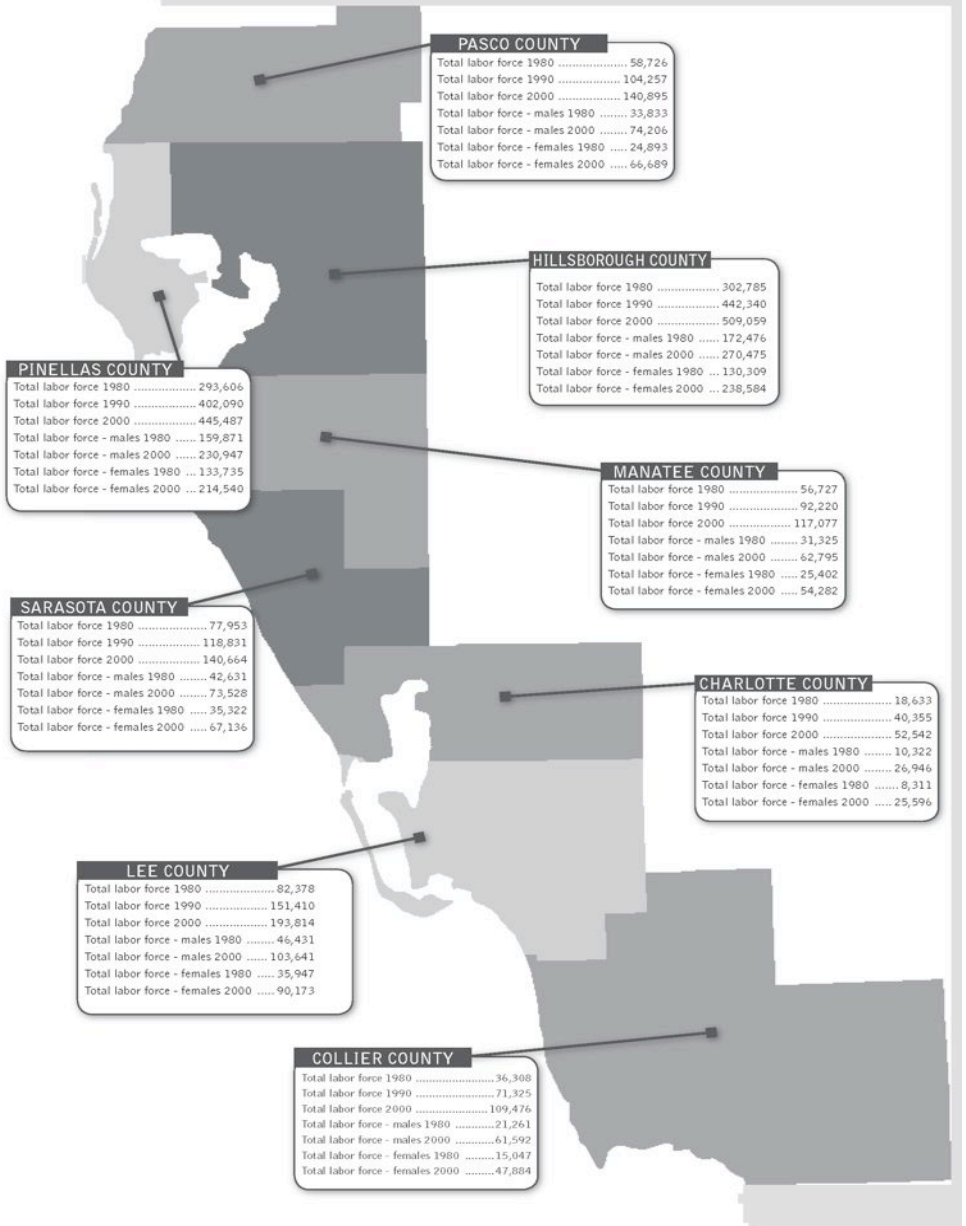 PASCO COUNTY
Total labor force 1980 ................... 58,726
Total labor force 1990 ................. 104,257
Total labor force 2000 ................. 140,895
Total labor force - males 1980 ........ 33,833
Total labor force - males 2000 ........ 74,206
Total labor force - females 1980 ..... 24,893
Total labor force - females 2000 ..... 66,689
HILLSBOROUGH COUNTY
Total labor force 1980 ................. 302,785
Total labor force 1990 ................. 442,340
Total labor force 2000 ................. 509,059
Total labor force - males 1980 ...... 172,476
Total labor force - males 2000 ...... 270,475
Total labor force - females 1980 ... 130,309
Total labor force - females 2000 ... 238,584
PINELLAS COUNTY
Total labor force 1980 ................. 293,606
Total labor force 1990 ................. 402,090
Total labor force 2000 ................. 445,487
Total labor force - males 1980 ...... 159,871
Total labor force - males 2000 ...... 230,947
Total labor force - females 1980 ... 133,735
Total labor force - females 2000 ... 214,540
MANATEE COUNTY
Total labor force 1980 ................... 56,727
Total labor force 1990 ................... 92,220
Total labor force 2000 ................. 117,077
Total labor force - males 1980 ........ 31,325
Total labor force - males 2000 ........ 62,795
Total labor force - females 1980 ..... 25,402
Total labor force - females 2000 ..... 54,282
SARASOTA COUNTY
Total labor force 1980 ................... 77,953
Total labor force 1990 ................. 118,831
Total labor force 2000 ................. 140,664
Total labor force - males 1980 ........ 42,631
Total labor force - males 2000 ........ 73,528
Total labor force - females 1980 ..... 35,322
Total labor force - females 2000 ..... 67,136
CHARLOTTE COUNTY
Total labor force 1980 ................... 18,633
Total labor force 1990 ................... 40,355
Total labor force 2000 ................... 52,542
Total labor force - males 1980 ........ 10,322
Total labor force - males 2000 ........ 26,946
Total labor force - females 1980 ....... 8,311
Total labor force - females 2000 ..... 25,596
LEE COUNTY
Total labor force 1980 ................... 82,378
Total labor force 1990 ................. 151,410
Total labor force 2000 ................. 193,814
Total labor force - males 1980 ........ 46,431
Total labor force - males 2000 ...... 103,641
Total labor force - females 1980 ..... 35,947
Total labor force - females 2000 ..... 90,173
COLLIER COUNTY
Total labor force 1980 ......................36,308
Total labor force 1990 ......................71,325
Total labor force 2000 .................... 109,476
Total labor force - males 1980 ...........21,261
Total labor force - males 2000 ...........61,592
Total labor force - females 1980 ........15,047
Total labor force - females 2000 ........47,884